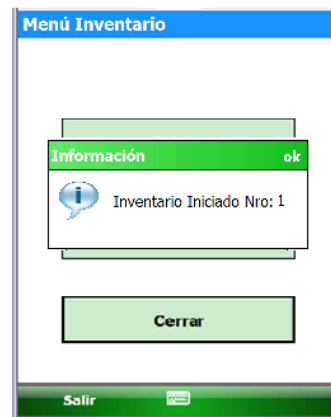 Menú Inventario
Información ok
Inventario Iniciado Nro: 1
Cerrar
Salir